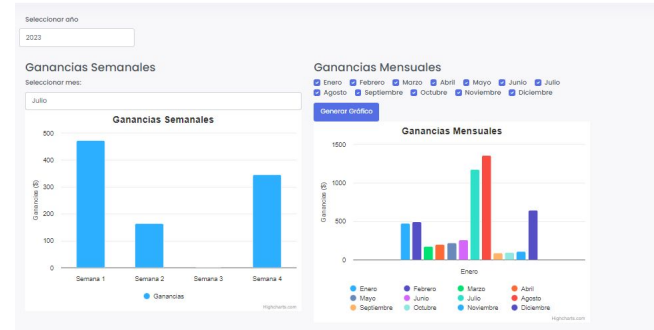 Seleccionar año
2023
Ganancias Semanales
Seleccionar mes:
Julio
Ganancias Semanales
500
400
300
200
100
0
Ganancias ($)
Semana 1 Semana 2 Semana 3 Semana 4
Ganancias
Highcharts.com
Ganancias Mensuales
Enero Febrero Marzo Abril Mayo Junio Julio
Agosto Septiembre Octubre Noviembre Diciembre
Generar Gráfico
Ganancias Mensuales
1500
1000
500
0
Ganancias ($)
Enero
Enero Febrero Marzo Abril
Mayo Junio Julio Agosto
Septiembre Octubre Noviembre Diciembre
Highcharts.com